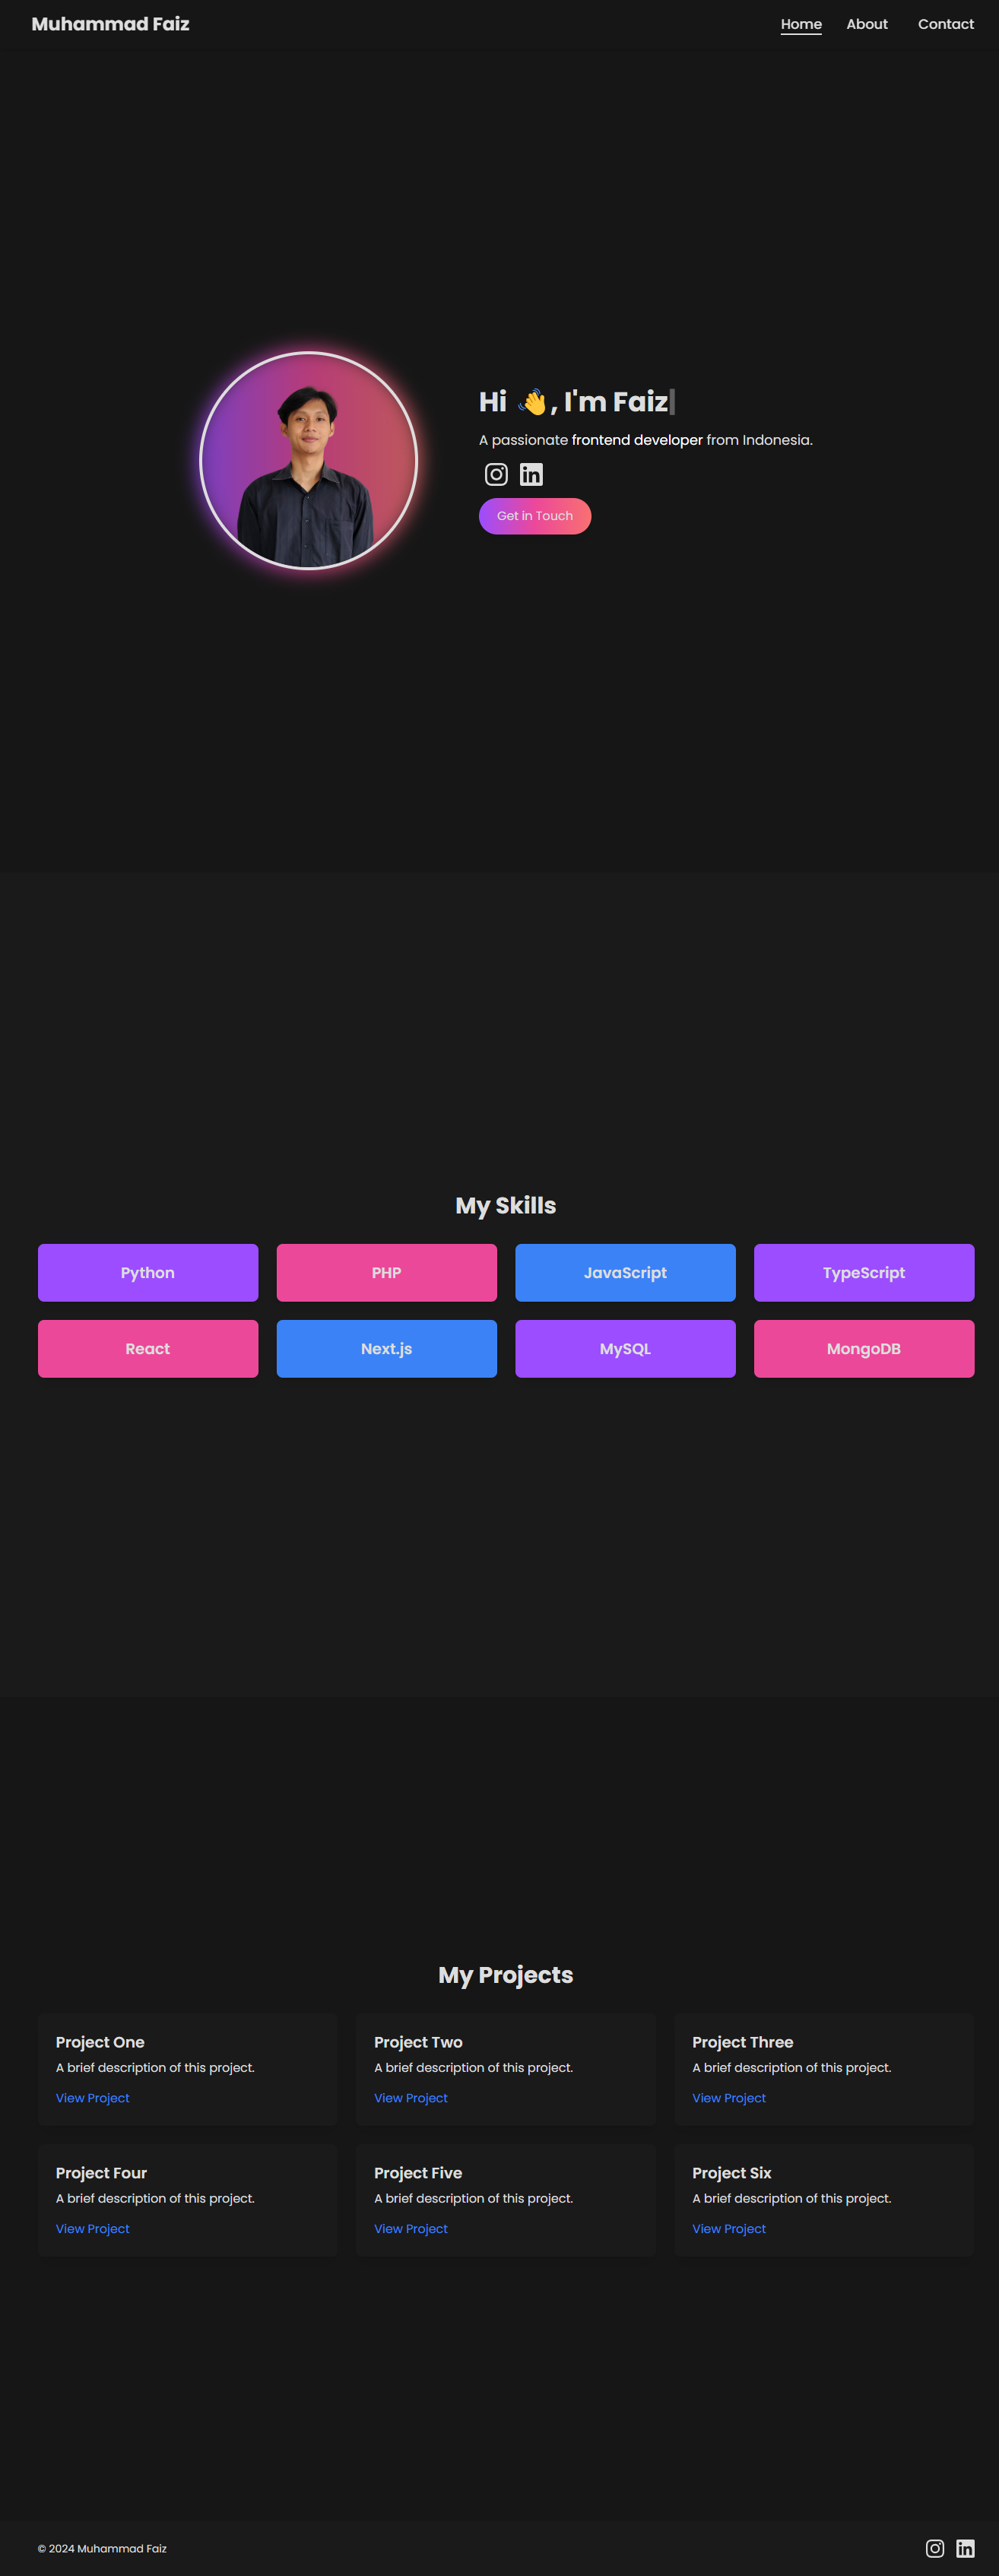 Muhammad Faiz
Home About Contact
Hi 👋, I'm Faiz|
A passionate frontend developer from Indonesia.
Get in Touch
My Skills
Python PHP JavaScript TypeScript
React Next.js MySQL MongoDB
My Projects
Project One Project Two Project Three
A brief description of this project. A brief description of this project. A brief description of this project.
View Project View Project View Project
Project Four Project Five Project Six
A brief description of this project. A brief description of this project. A brief description of this project.
View Project View Project View Project
© 2024 Muhammad Faiz